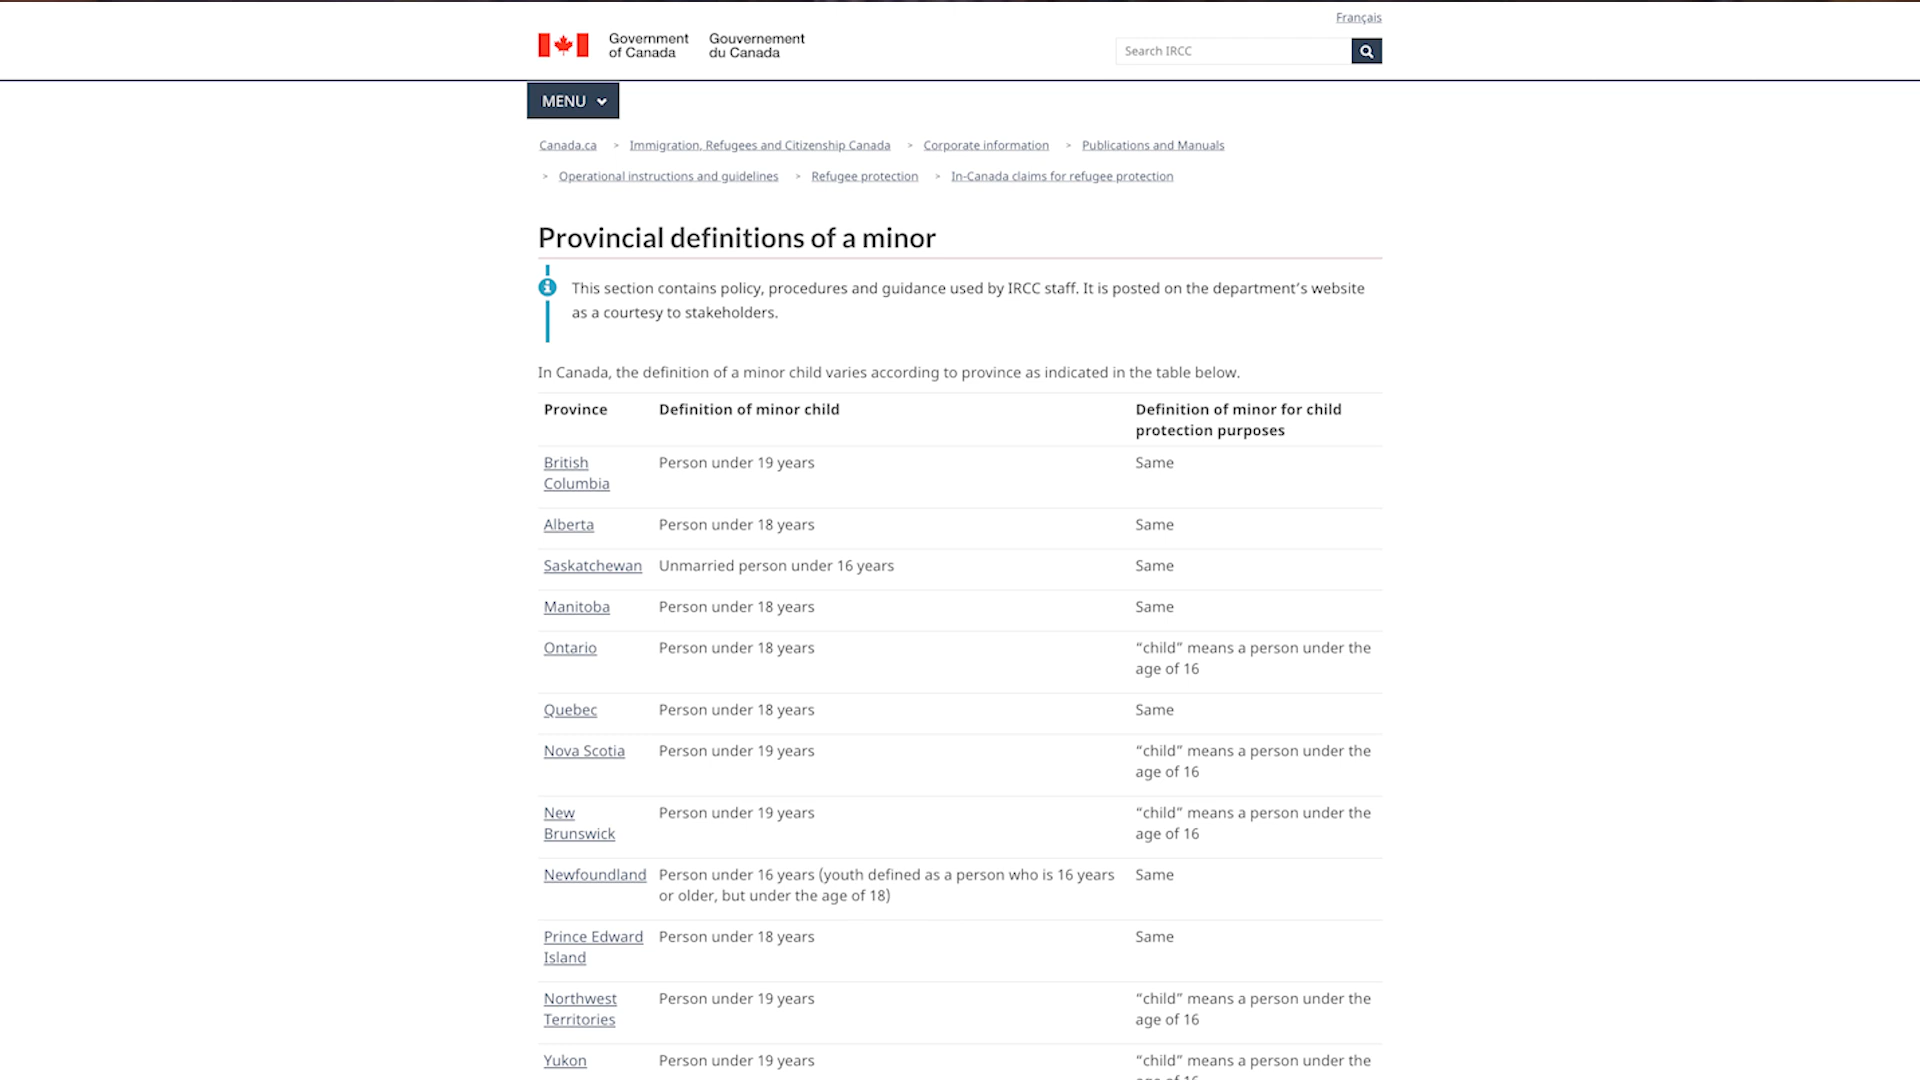 Français
Government of Canada
Gouvernement du Canada
Search IRCC
MENU
Canada.ca > Immigration, Refugees and Citizenship Canada > Corporate information > Publications and Manuals
> Operational instructions and guidelines > Refugee protection > In-Canada claims for refugee protection
Provincial definitions of a minor
This section contains policy, procedures and guidance used by IRCC staff. It is posted on the department's website
as a courtesy to stakeholders.
In Canada, the definition of a minor child varies according to province as indicated in the table below.
Province Definition of minor child Definition of minor for child
protection purposes
British Person under 19 years Same
Columbia
Alberta Person under 18 years Same
Saskatchewan Unmarried person under 16 years Same
Manitoba Person under 18 years Same
Ontario Person under 18 years “child” means a person under the
age of 16
Quebec Person under 18 years Same
Nova Scotia Person under 19 years “child” means a person under the
age of 16
New Person under 19 years “child” means a person under the
Brunswick age of 16
Newfoundland Person under 16 years (youth defined as a person who is 16 years Same
or older, but under the age of 18)
Prince Edward Person under 18 years Same
Island
Northwest Person under 19 years “child” means a person under the
Territories age of 16
Yukon Person under 19 years “child” means a person under the